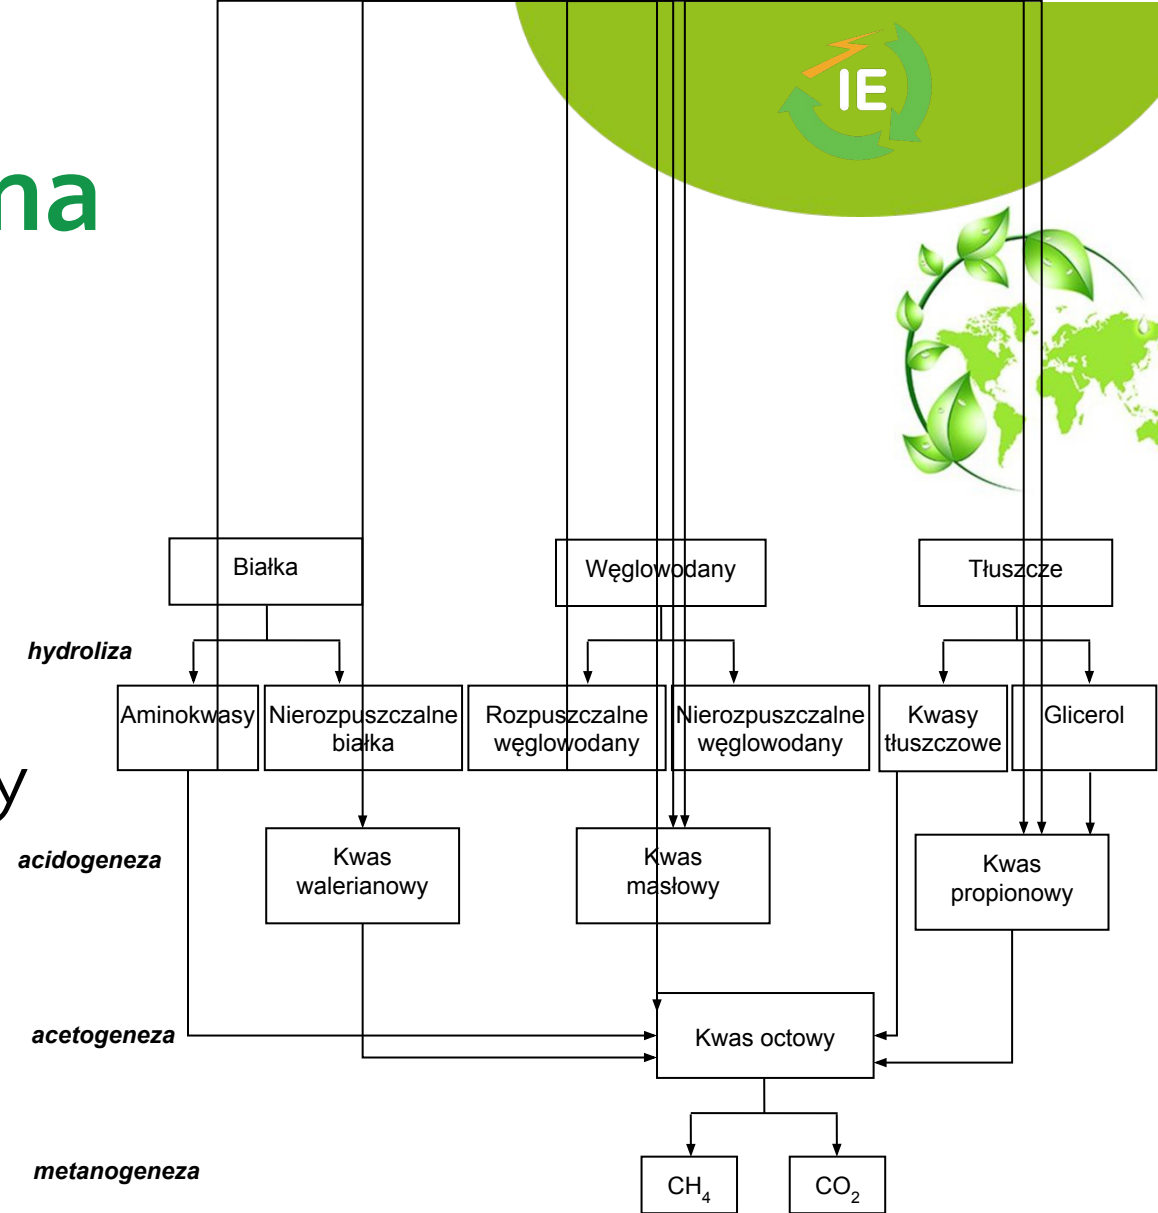 IE
na
Białka
Węglowodany
Tłuszcze
hydroliza
Aminokwasy
Nierozpuszczalne
białka
Rozpuszczalne
węglowodany
Nierozpuszczalne
węglowodany
Kwasy
tłuszczowe
Glicerol
y
acidogeneza
Kwas
walerianowy
Kwas
masłowy
Kwas
propionowy
acetogeneza
Kwas octowy
metanogeneza
CH₄
CO₂